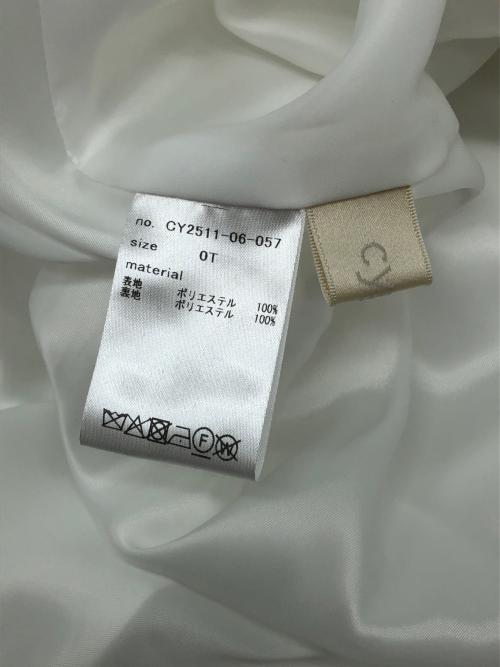 no. CY2511-06-057
size 0T
material
表地 ポリエステル 100%
裏地 ポリエステル 100%
F
W